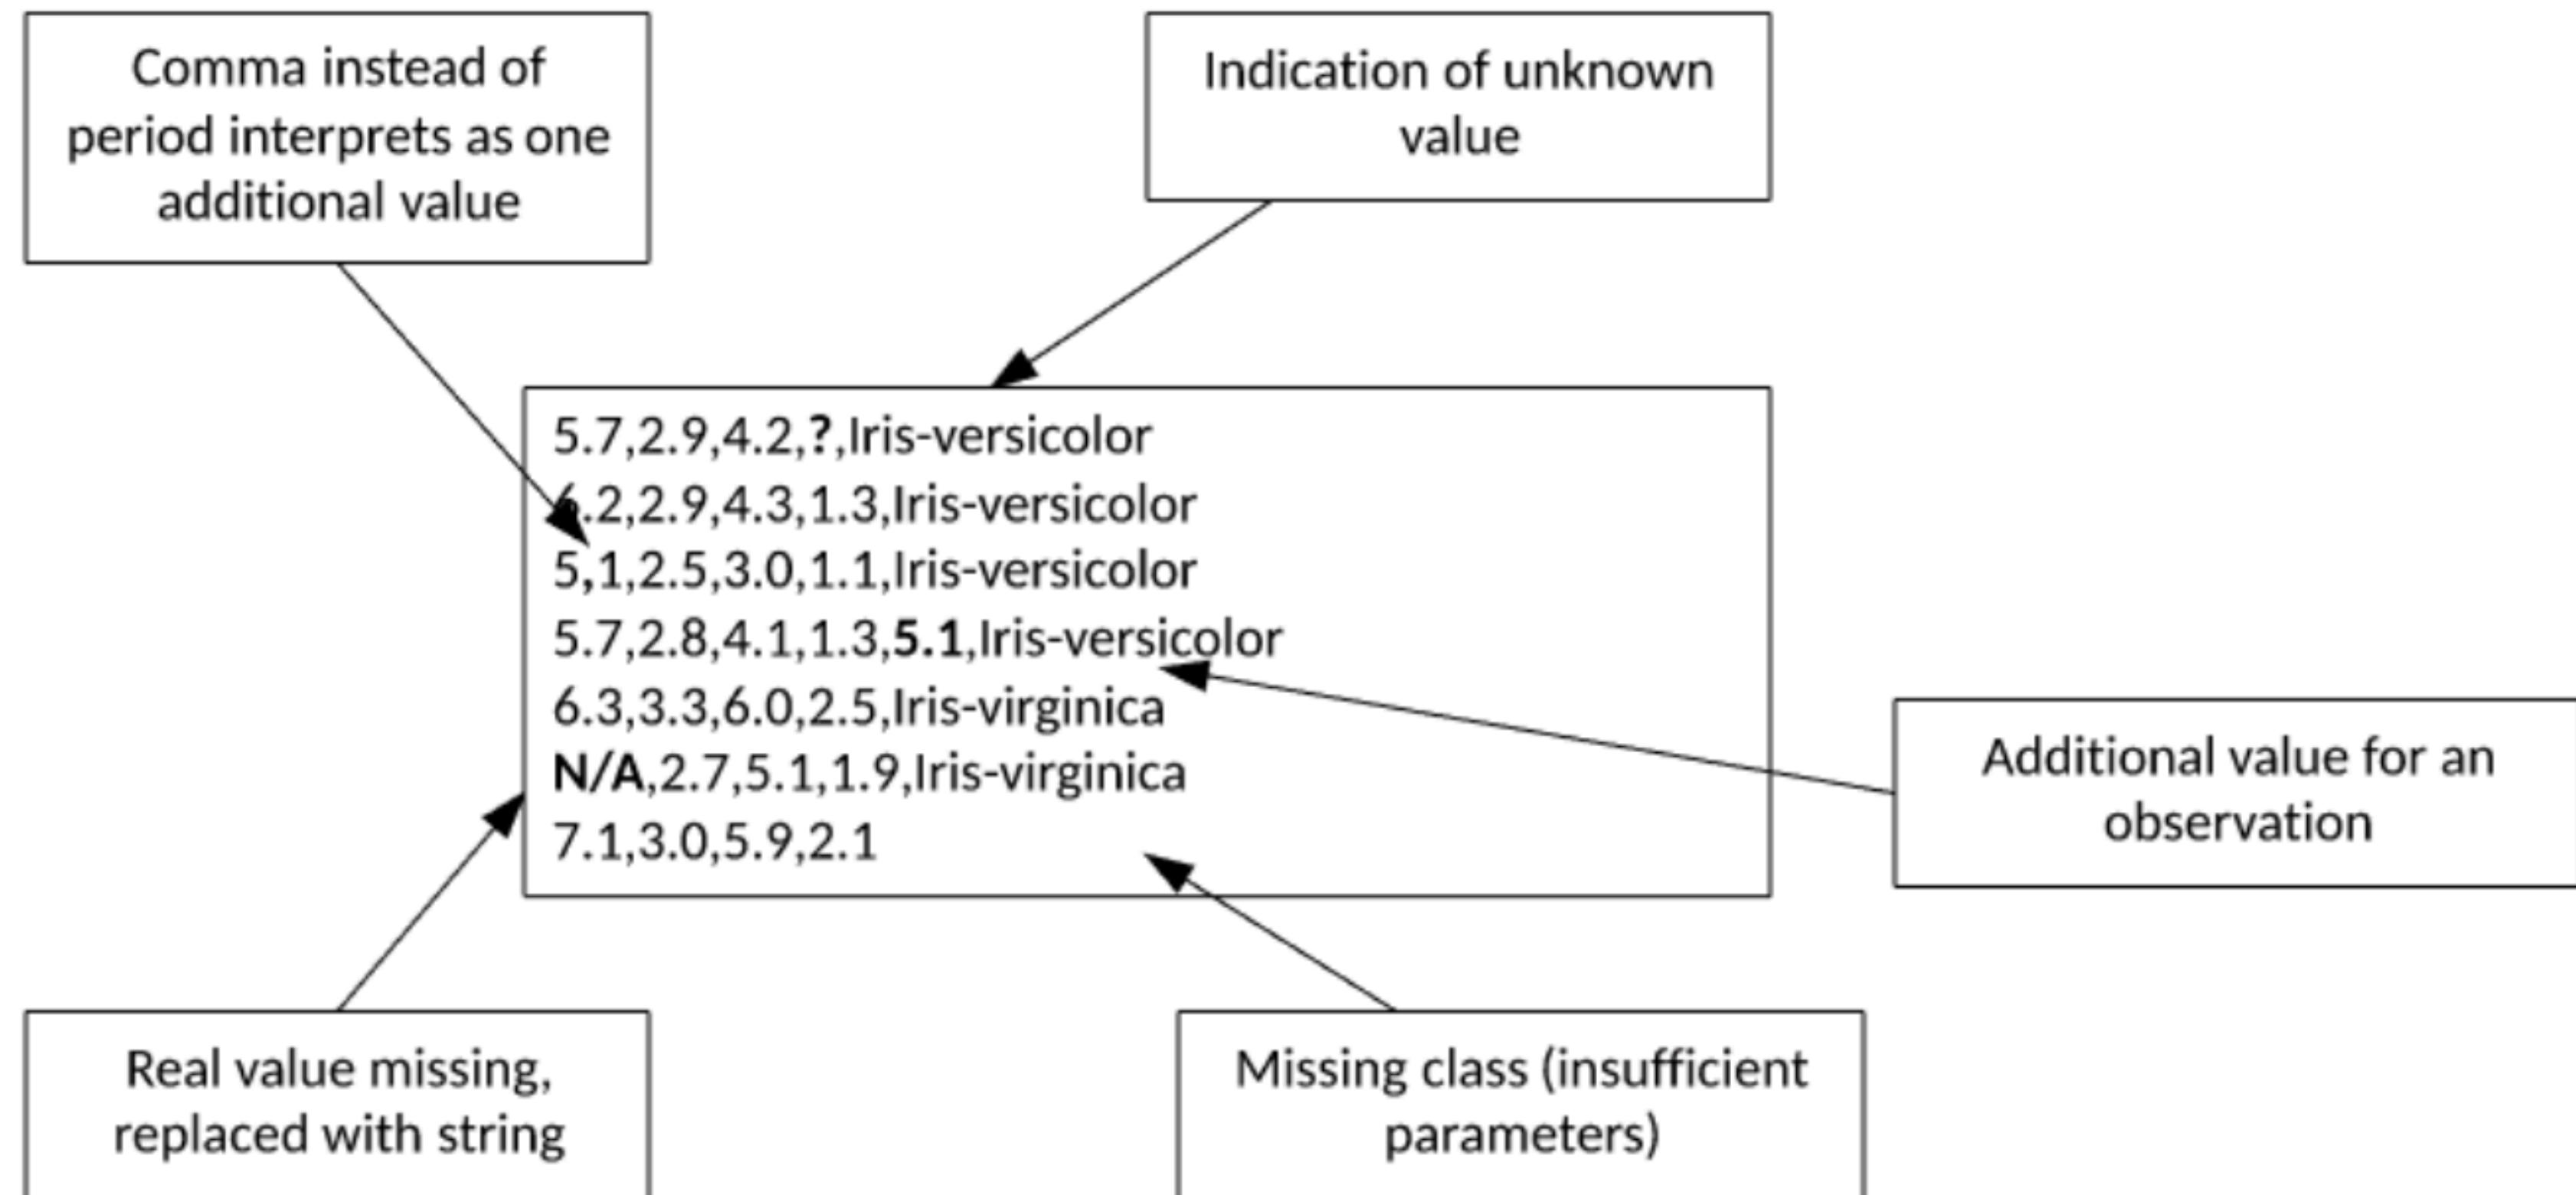 Comma instead of
period interprets as one
additional value
Indication of unknown
value
5.7,2.9,4.2,?,Iris-versicolor
6.2,2.9,4.3,1.3,Iris-versicolor
5,1,2.5,3.0,1.1,Iris-versicolor
5.7,2.8,4.1,1.3,5.1,Iris-versicolor
6.3,3.3,6.0,2.5,Iris-virginica
N/A,2.7,5.1,1.9,Iris-virginica
7.1,3.0,5.9,2.1
Additional value for an
observation
Real value missing,
replaced with string
Missing class (insufficient
parameters)